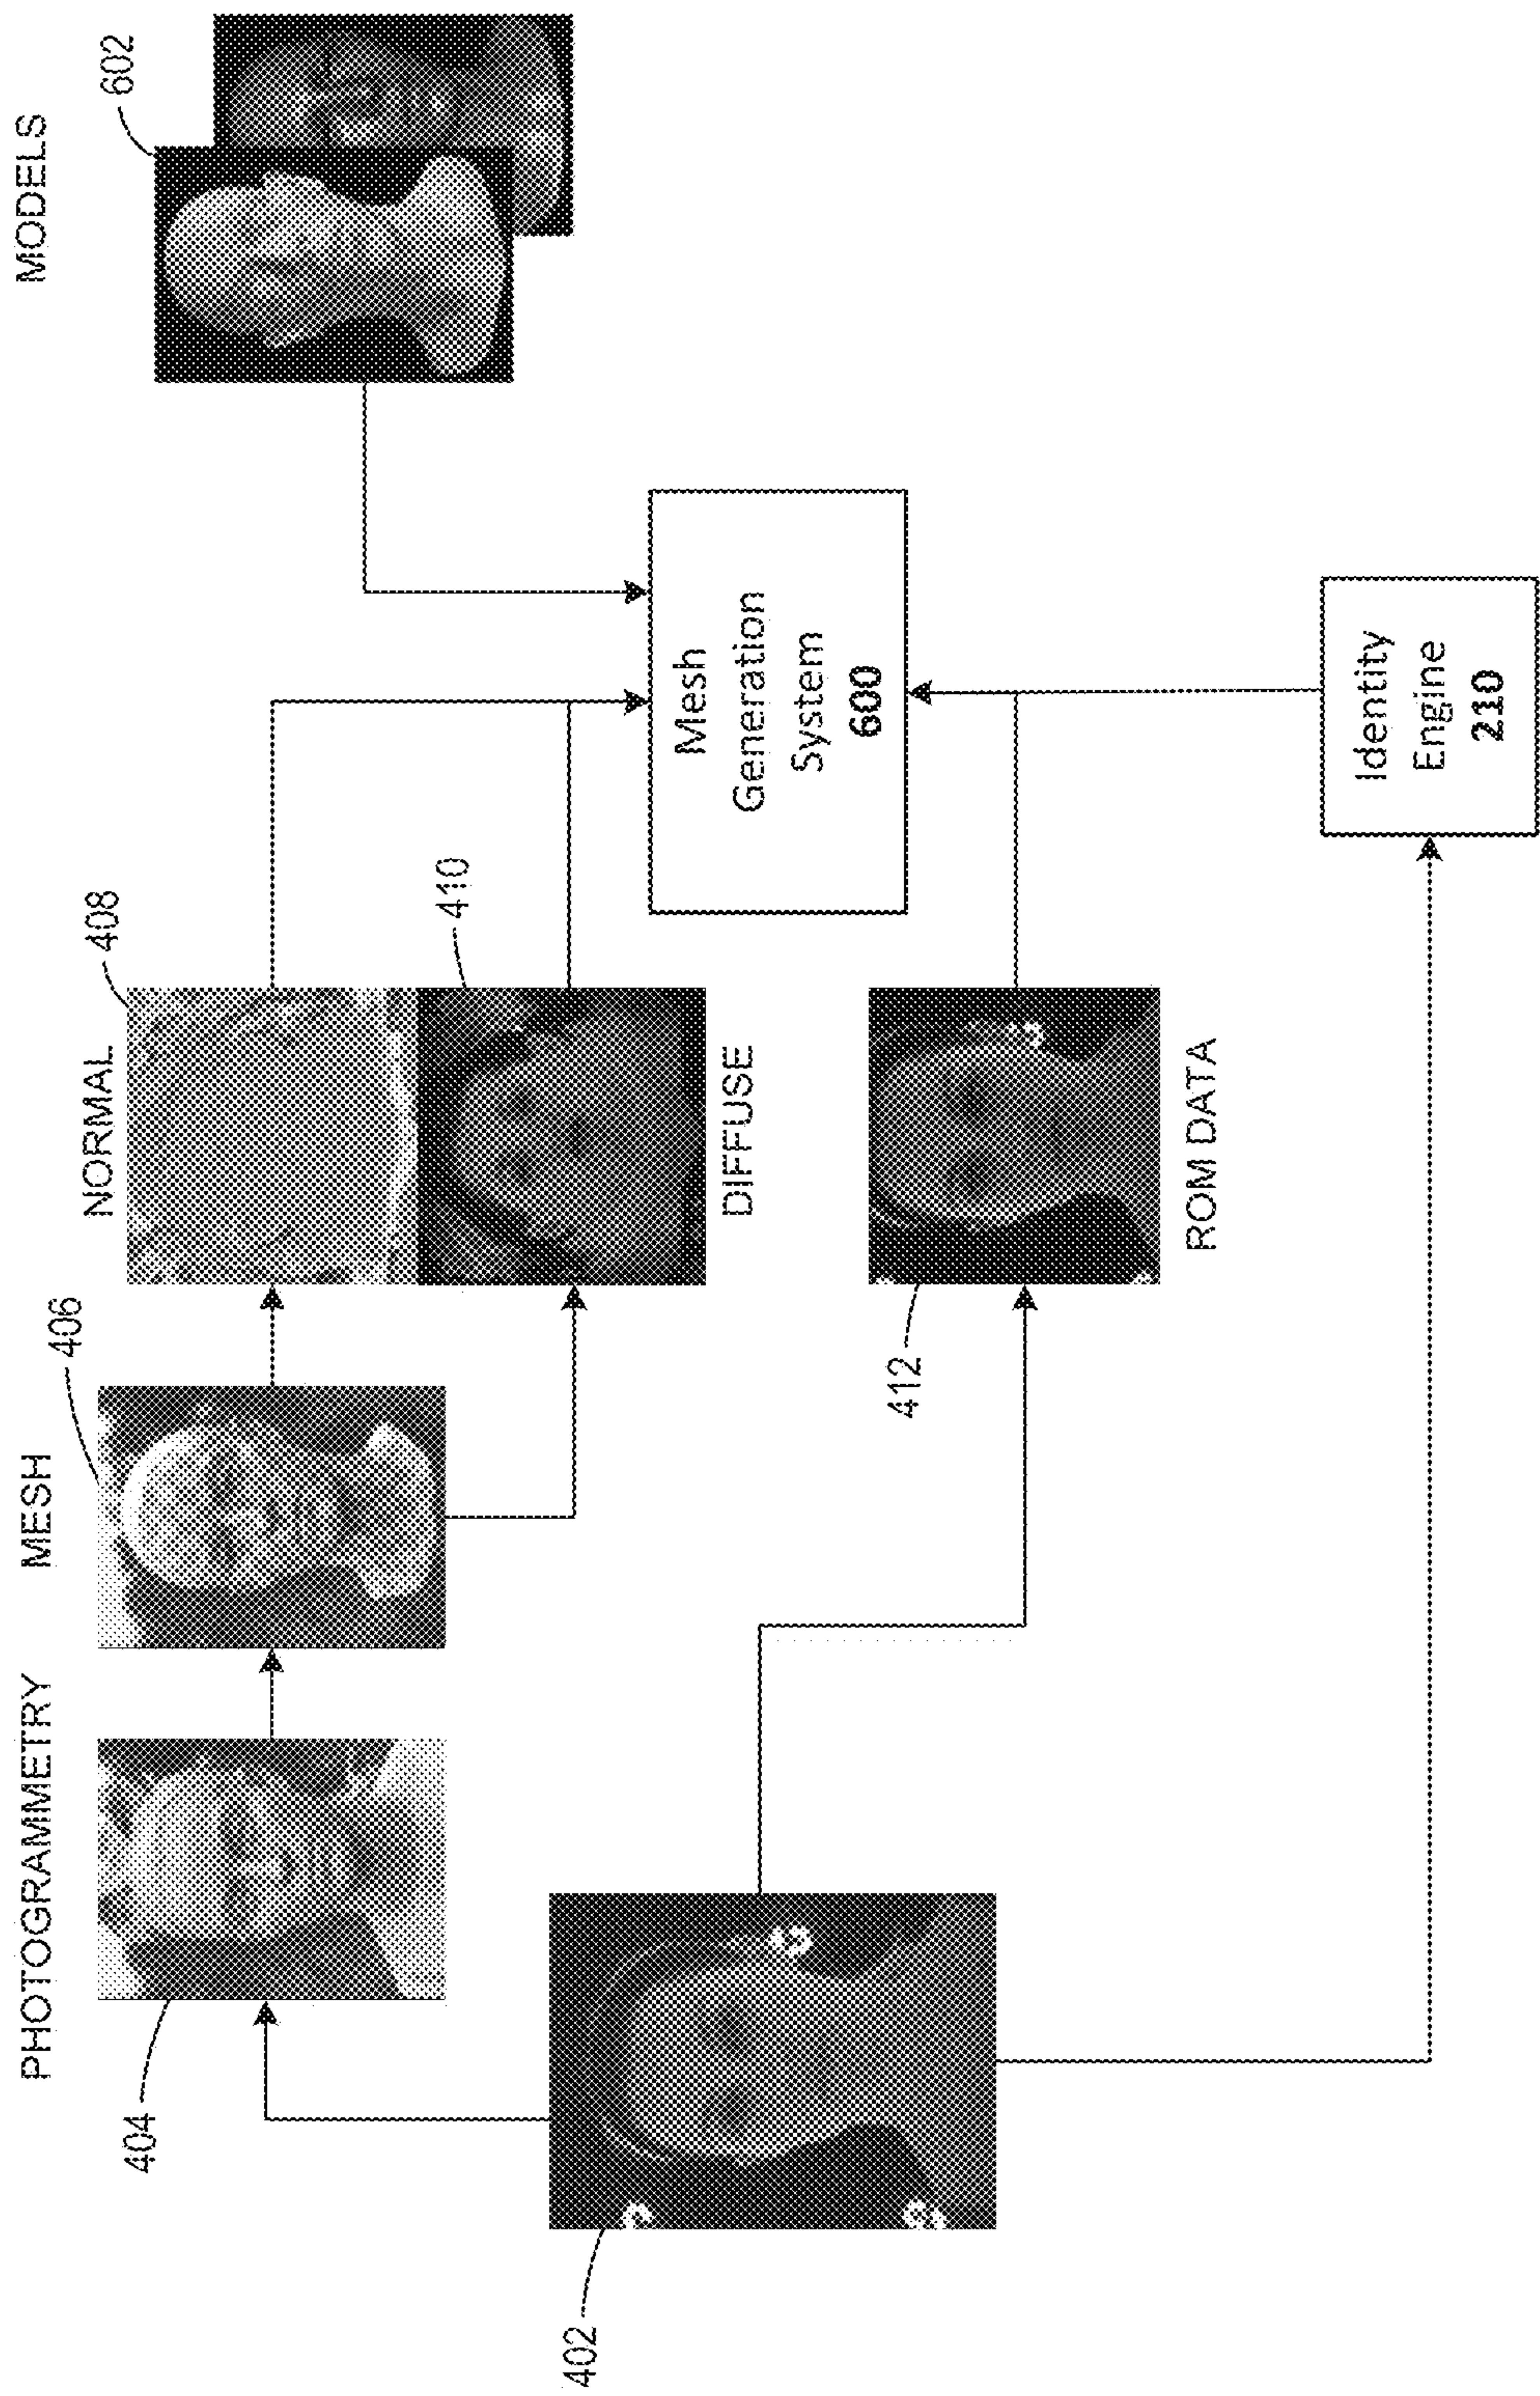 PHOTOGRAMMETRY
MESH
MODELS
404
406
NORMAL
408
602
402
410
DIFFUSE
Mesh
Generation
System
600
412
ROM DATA
Identity
Engine
210